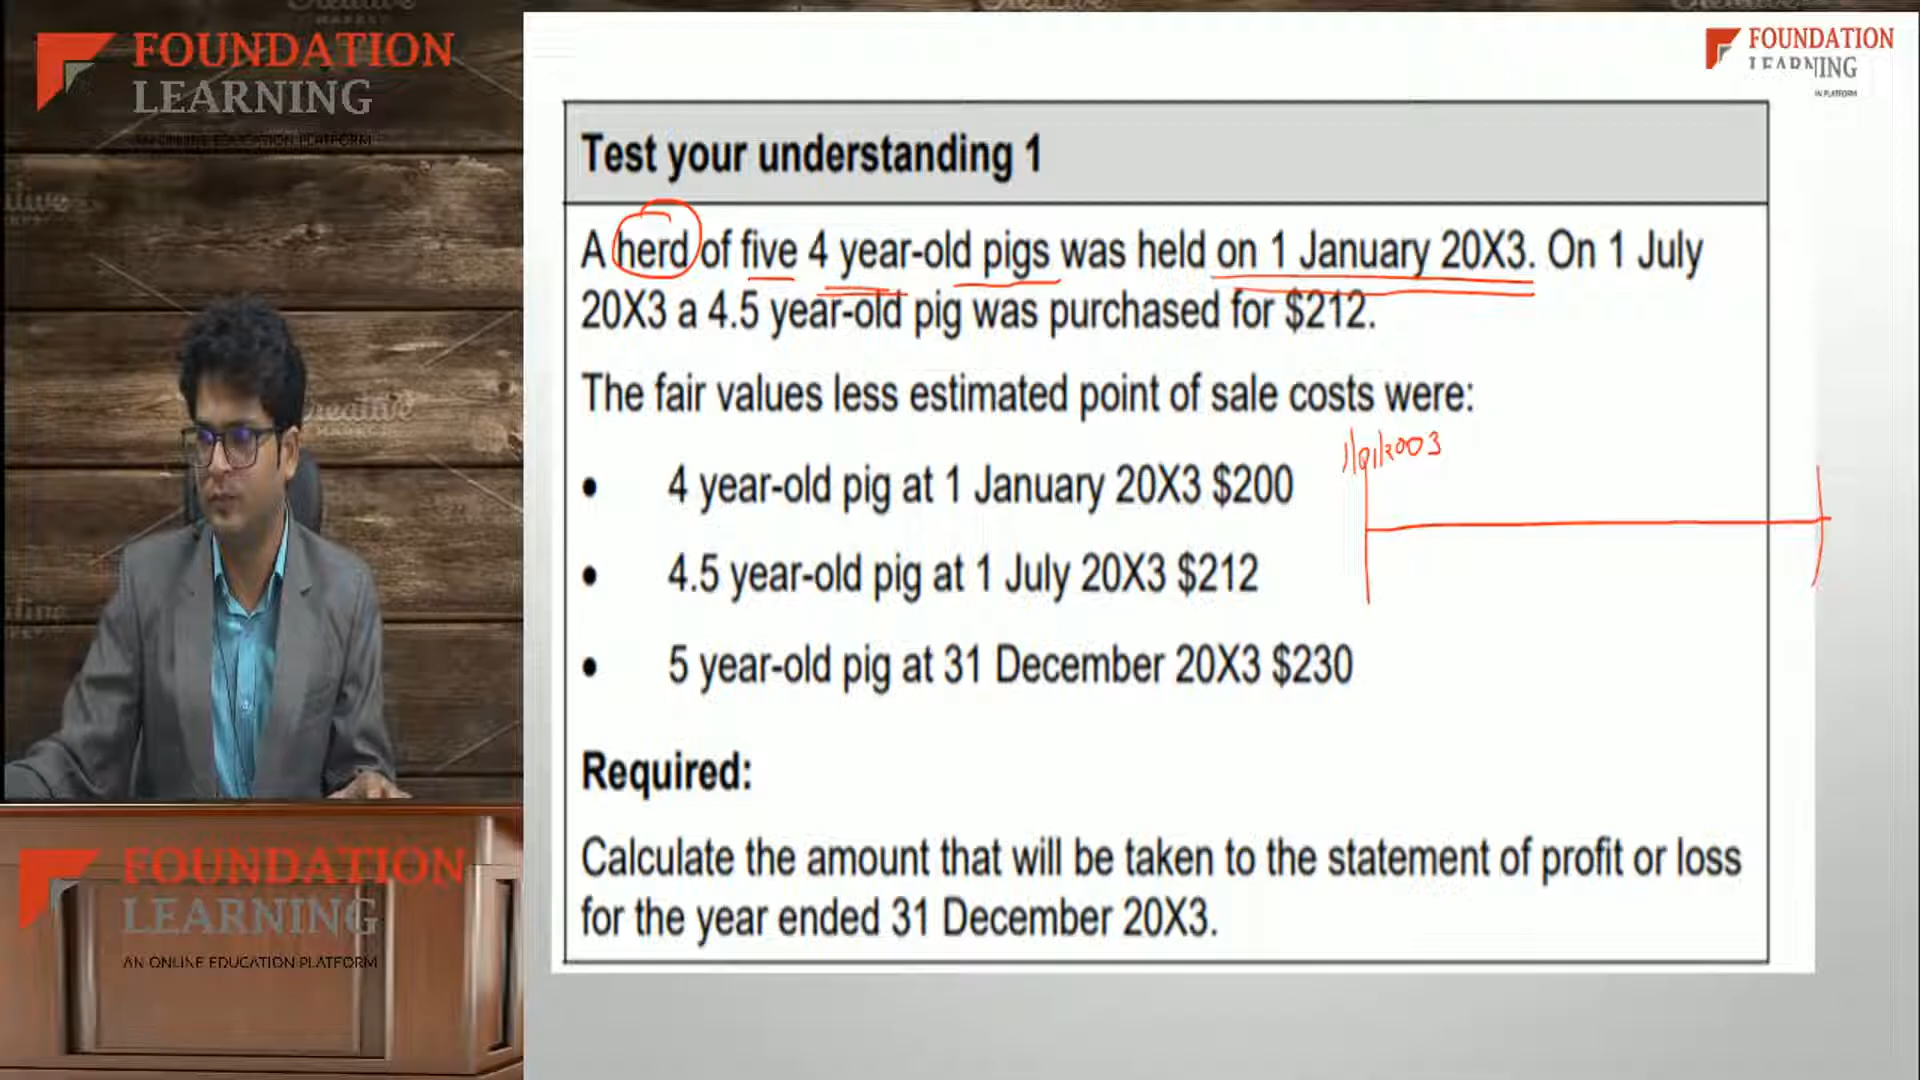 FOUNDATION
LEARNING
AN ONLINE EDUCATION PLATFORM
FOUNDATION
LEARNING
Test your understanding 1
A herd of five 4 year-old pigs was held on 1 January 20X3. On 1 July
20X3 a 4.5 year-old pig was purchased for $212.
The fair values less estimated point of sale costs were:
1/01/2003
• 4 year-old pig at 1 January 20X3 $200
• 4.5 year-old pig at 1 July 20X3 $212
• 5 year-old pig at 31 December 20X3 $230
Required:
Calculate the amount that will be taken to the statement of profit or loss
for the year ended 31 December 20X3.
FOUNDATION
LEARNING
AN ONLINE EDUCATION PLATFORM